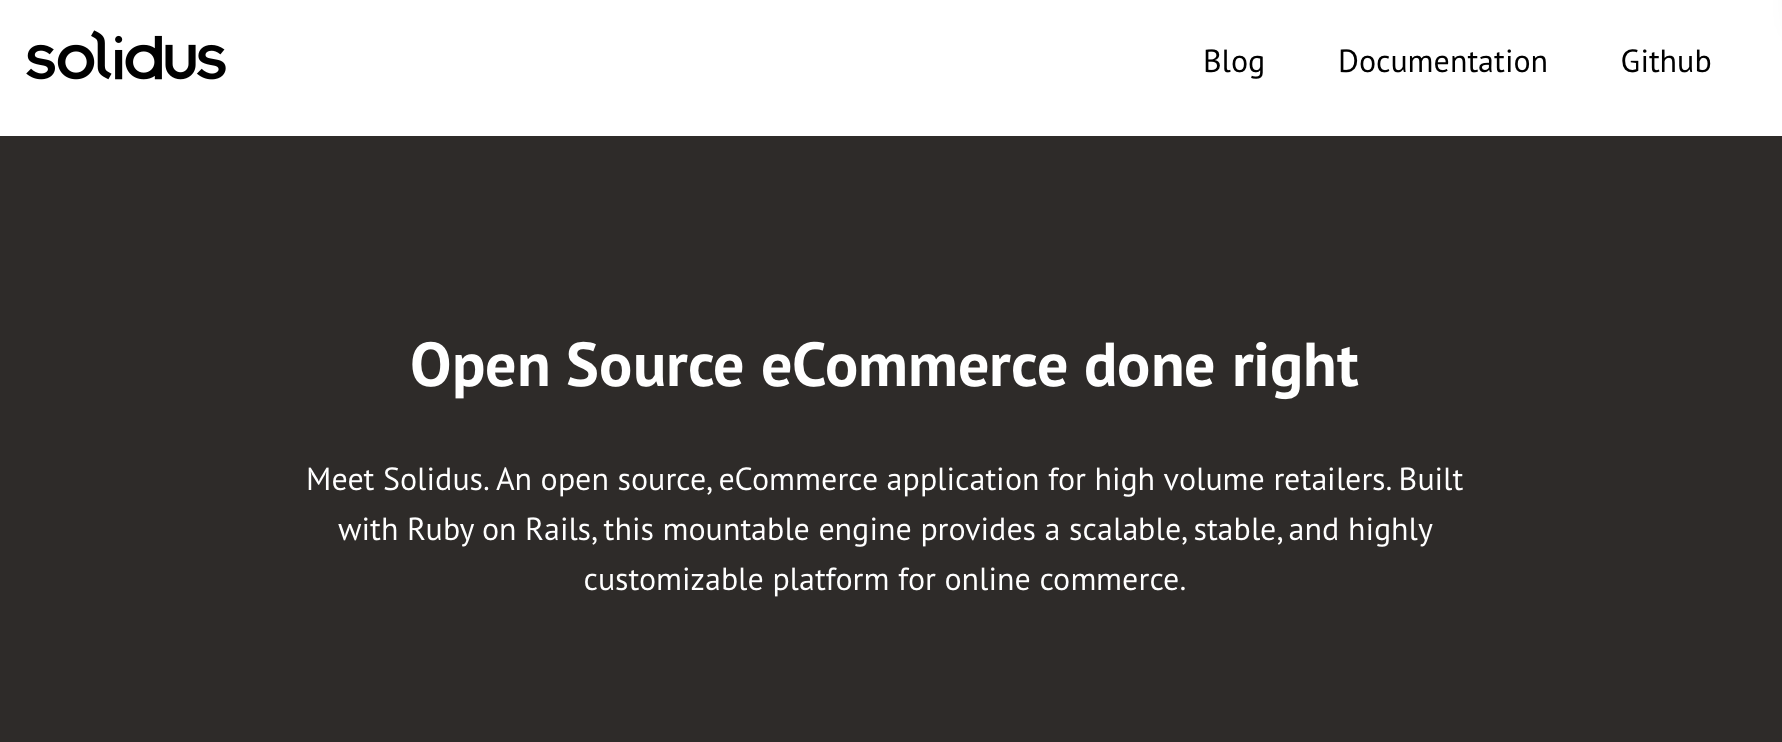 solidus
Blog Documentation Github
Open Source eCommerce done right
Meet Solidus. An open source, eCommerce application for high volume retailers. Built
with Ruby on Rails, this mountable engine provides a scalable, stable, and highly
customizable platform for online commerce.